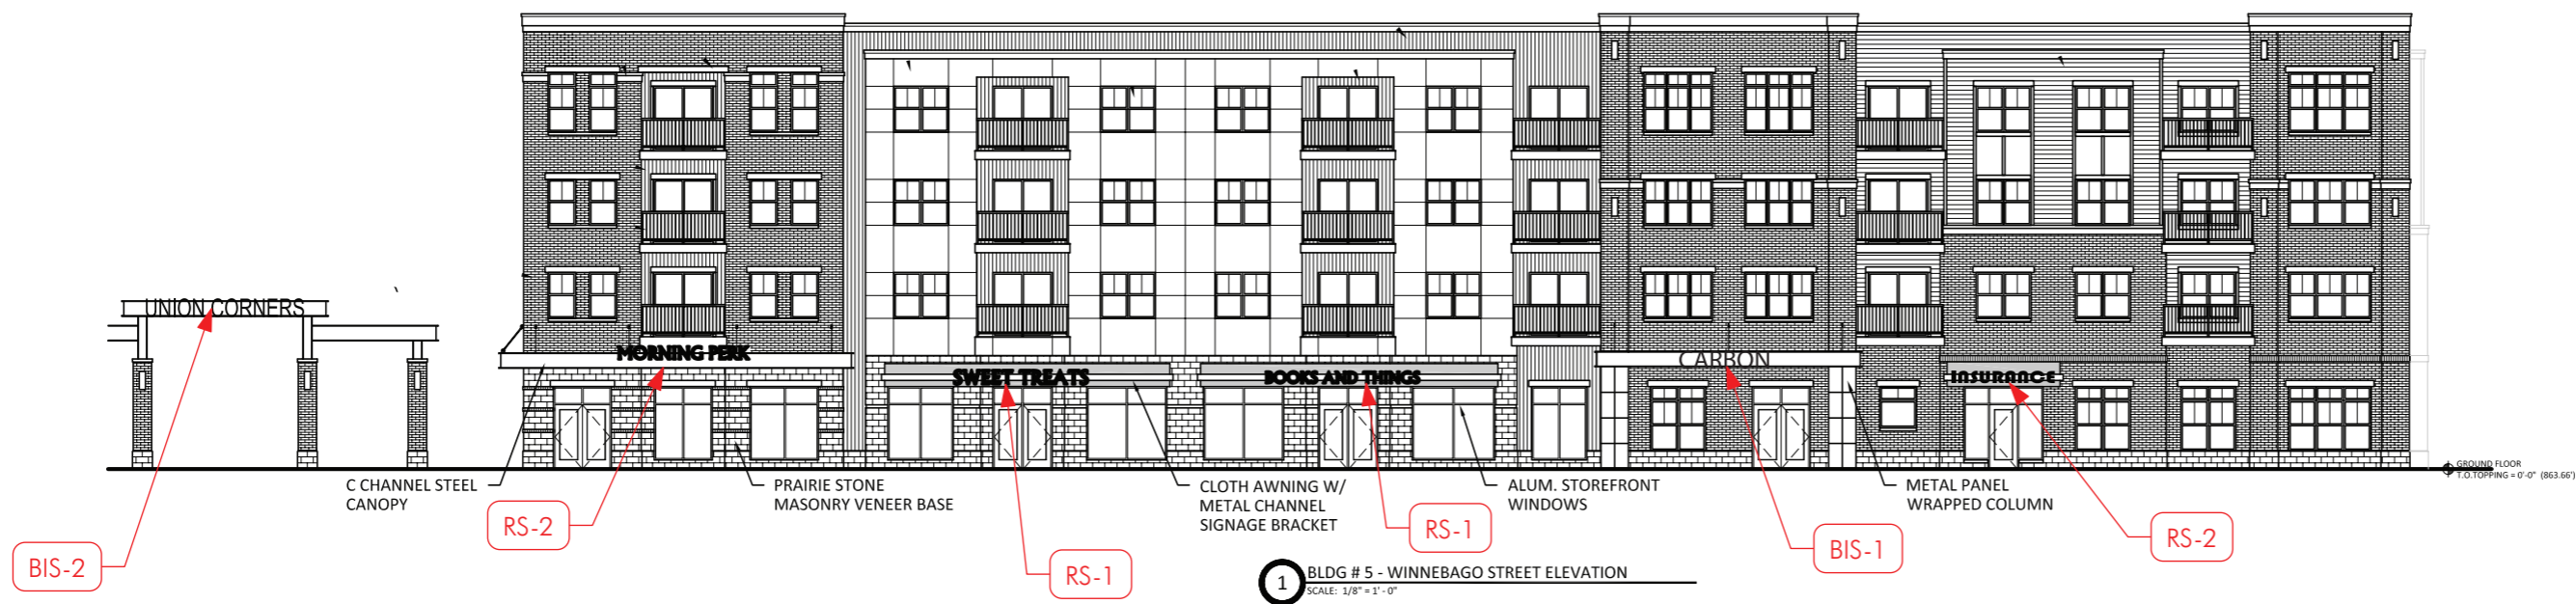 UNION CORNERS
MORNING PERK
SWEET TREATS
BOOKS AND THINGS
CARBON
INSURANCE
GROUND FLOOR
T.O.TOPPING = 0'-0" (863.66')
C CHANNEL STEEL
CANOPY
PRAIRIE STONE
MASONRY VENEER BASE
CLOTH AWNING W/
METAL CHANNEL
SIGNAGE BRACKET
ALUM. STOREFRONT
WINDOWS
METAL PANEL
WRAPPED COLUMN
BIS-2
RS-2
RS-1
RS-1
BIS-1
RS-2
1
BLDG # 5 - WINNEBAGO STREET ELEVATION
SCALE: 1/8" = 1' - 0"